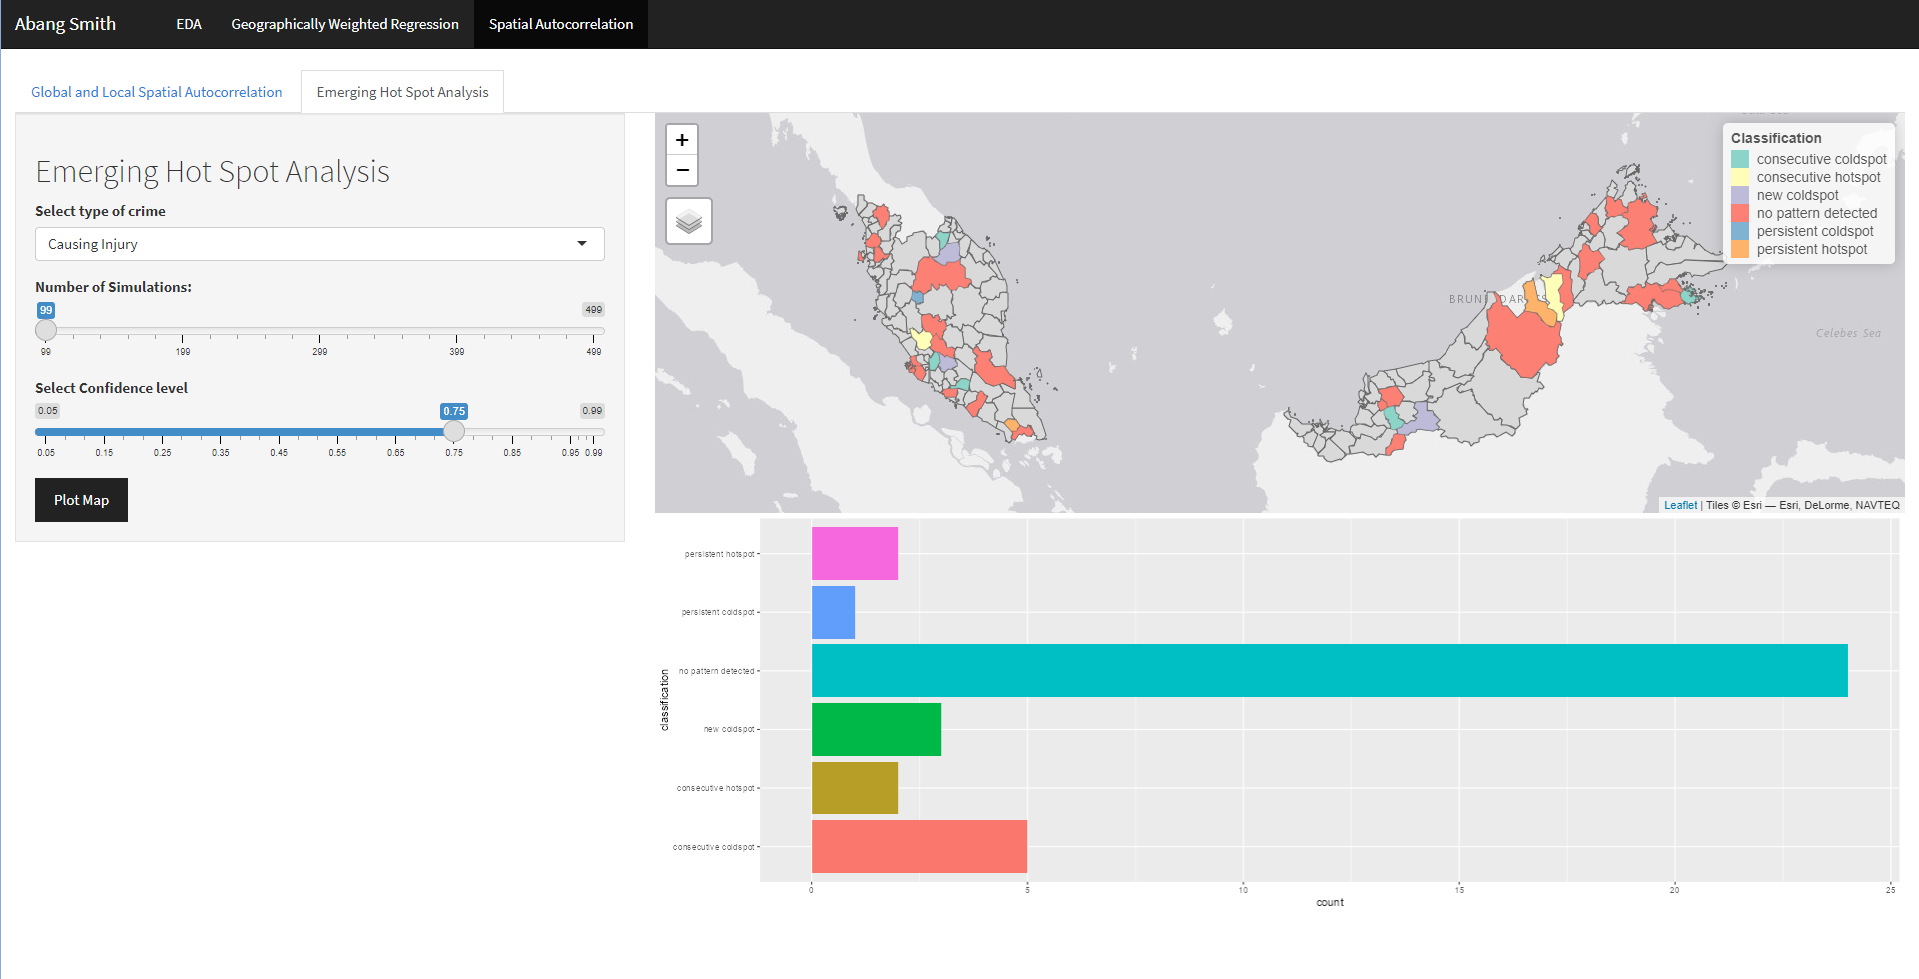 Abang Smith
EDA
Geographically Weighted Regression
Spatial Autocorrelation
Global and Local Spatial Autocorrelation
Emerging Hot Spot Analysis
Emerging Hot Spot Analysis
Select type of crime
Causing Injury
Number of Simulations:
99
499
99
199
299
399
499
Select Confidence level
0.05
0.75
0.99
0.05
0.15
0.25
0.35
0.45
0.55
0.65
0.75
0.85
0.95
0.99
Plot Map
+
−
Classification
consecutive coldspot
consecutive hotspot
new coldspot
no pattern detected
persistent coldspot
persistent hotspot
Celebes Sea
Leaflet | Tiles © Esri — Esri, DeLorme, NAVTEQ
persistent hotspot
persistent coldspot
no pattern detected
new coldspot
consecutive hotspot
consecutive coldspot
classification
0
5
10
15
20
25
count